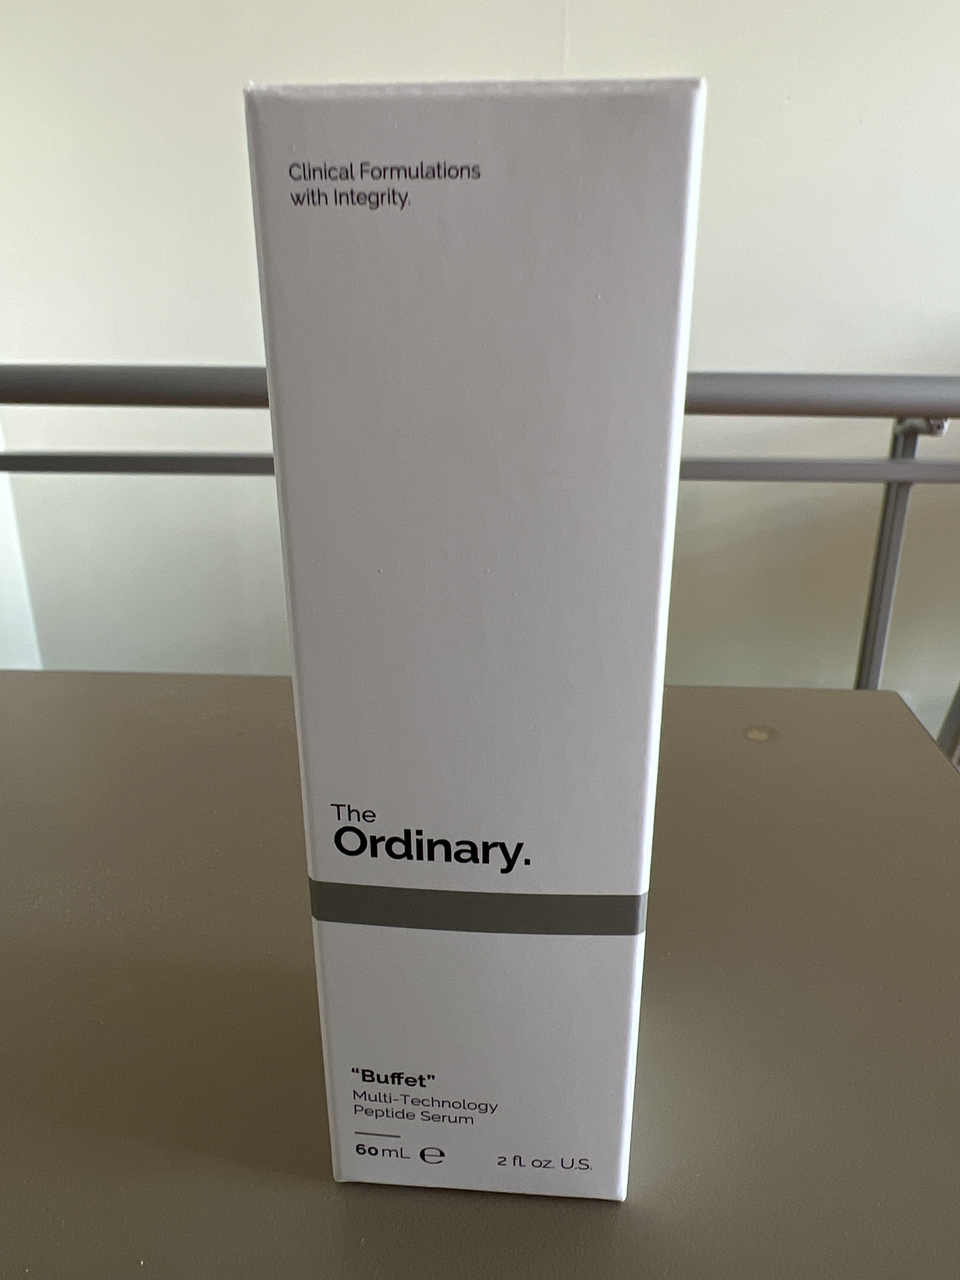 Clinical Formulations
with Integrity.
The
Ordinary.
“Buffet”
Multi-Technology
Peptide Serum
60 mL ℮ 2 fl. oz. U.S.